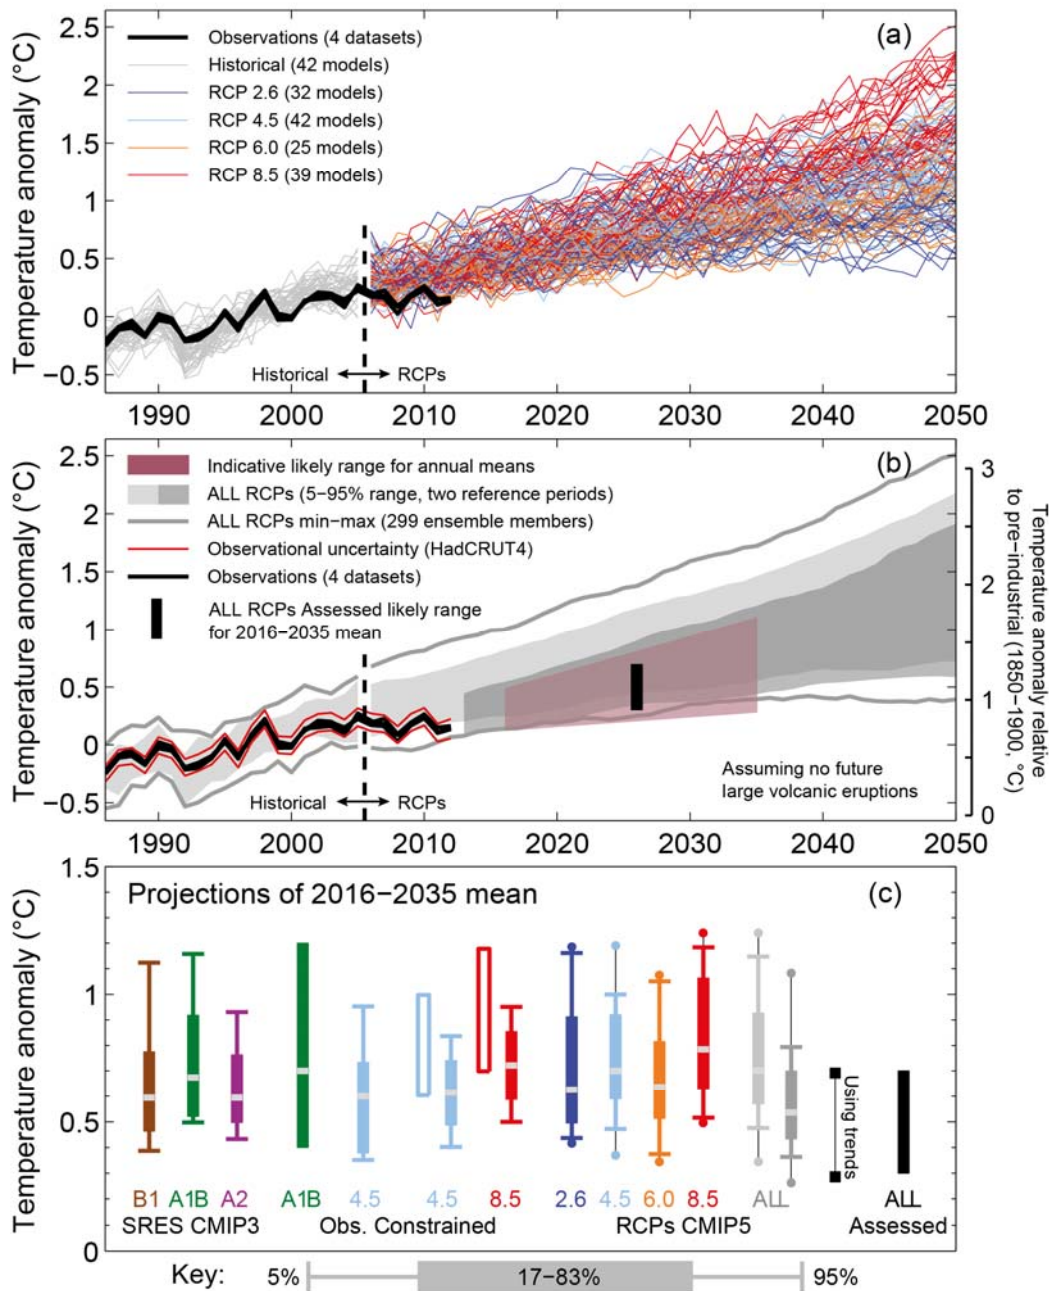 Temperature anomaly (°C)
2.5
2
1.5
1
0.5
0
−0.5
(a)
Observations (4 datasets)
Historical (42 models)
RCP 2.6 (32 models)
RCP 4.5 (42 models)
RCP 6.0 (25 models)
RCP 8.5 (39 models)
Historical RCPs
1990 2000 2010 2020 2030 2040 2050
Temperature anomaly (°C)
2.5
2
1.5
1
0.5
0
−0.5
(b)
Indicative likely range for annual means
ALL RCPs (5−95% range, two reference periods)
ALL RCPs min−max (299 ensemble members)
Observational uncertainty (HadCRUT4)
Observations (4 datasets)
ALL RCPs Assessed likely range
for 2016−2035 mean
Historical RCPs
Assuming no future
large volcanic eruptions
3
2
1
0
Temperature anomaly relative
to pre−industrial (1850−1900, °C)
1990 2000 2010 2020 2030 2040 2050
Temperature anomaly (°C)
1.5
1
0.5
0
Projections of 2016−2035 mean (c)
Using trends
B1 A1B A2 A1B 4.5 4.5 8.5 2.6 4.5 6.0 8.5 ALL ALL
SRES CMIP3 Obs. Constrained RCPs CMIP5 Assessed
Key: 5% 17−83% 95%